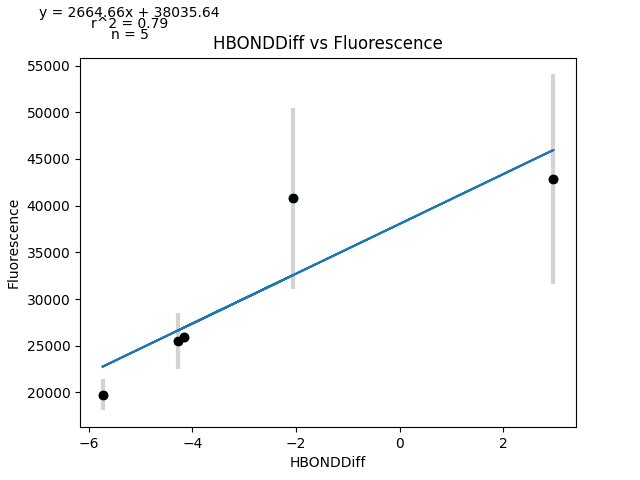 y = 2664.66x + 38035.64
r^2 = 0.79
n = 5
HBONDDiff vs Fluorescence
55000
50000
45000
40000
35000
30000
25000
20000
Fluorescence
−6 −4 −2 0 2
HBONDDiff